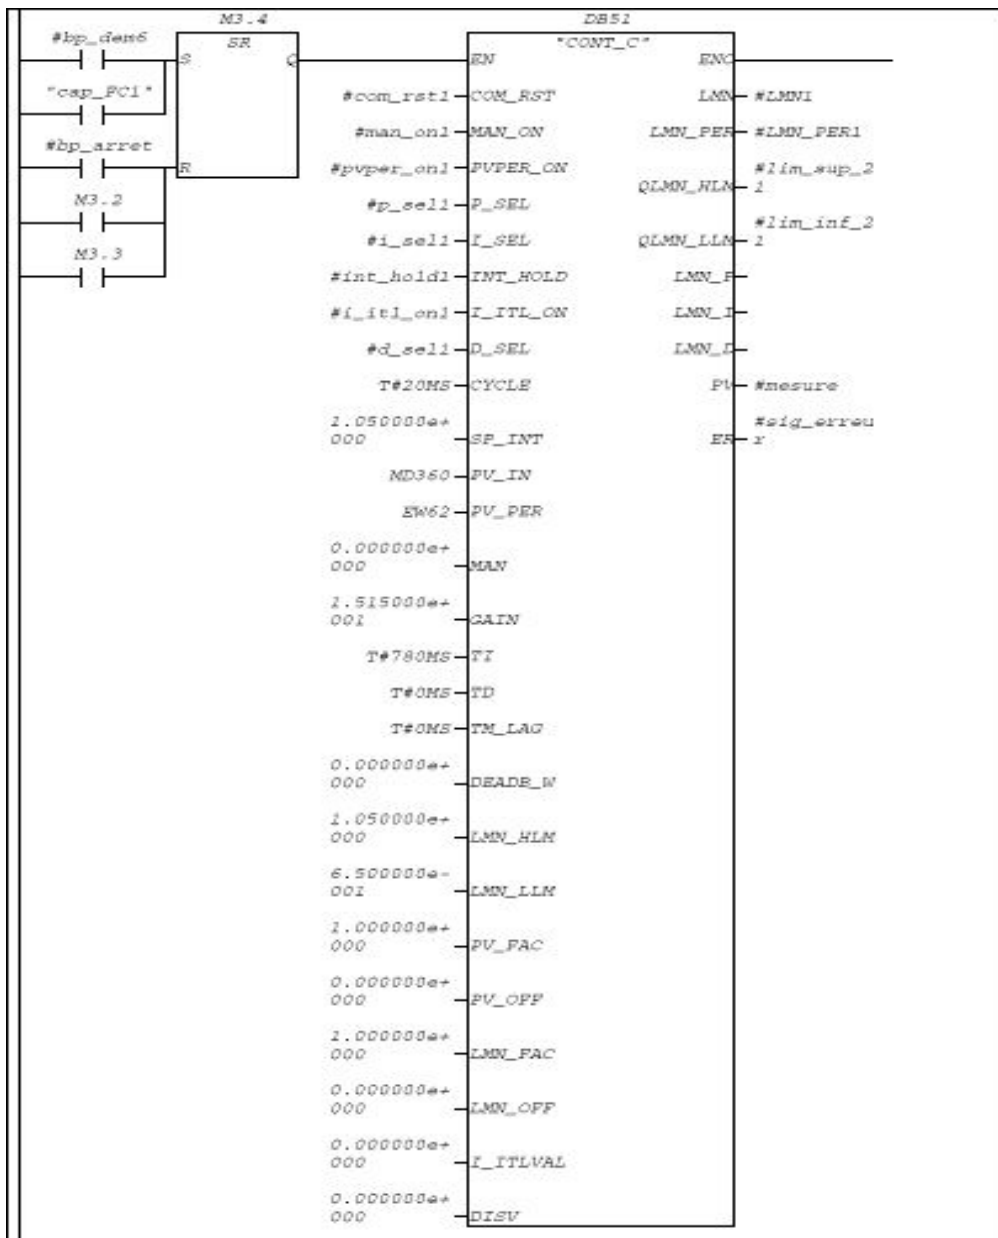 M3.4 DB51
#bp_dem6 SR "CONT_C"
S Q EN ENO
"cap_FC1" #com_rst1 COM_RST LMN #LMN1
#man_on1 MAN_ON LMN_PER #LMN_PER1
#bp_arret
R #pvper_on1 PVPER_ON #lim_sup_2
QLMN_HLM 1
M3.2 #p_sel1 P_SEL
#lim_inf_2
#i_sel1 I_SEL QLMN_LLM 1
M3.3
#int_hold1 INT_HOLD LMN_P
#i_itl_on1 I_ITL_ON LMN_I
#d_sel1 D_SEL LMN_D
T#20MS CYCLE PV #mesure
1.050000e+ #sig_erreu
000 SP_INT ER r
MD360 PV_IN
EW62 PV_PER
0.000000e+
000 MAN
1.515000e+
001 GAIN
T#780MS TI
T#0MS TD
T#0MS TM_LAG
0.000000e+
000 DEADB_W
1.050000e+
000 LMN_HLM
6.500000e-
001 LMN_LLM
1.000000e+
000 PV_FAC
0.000000e+
000 PV_OFF
1.000000e+
000 LMN_FAC
0.000000e+
000 LMN_OFF
0.000000e+
000 I_ITLVAL
0.000000e+
000 DISV